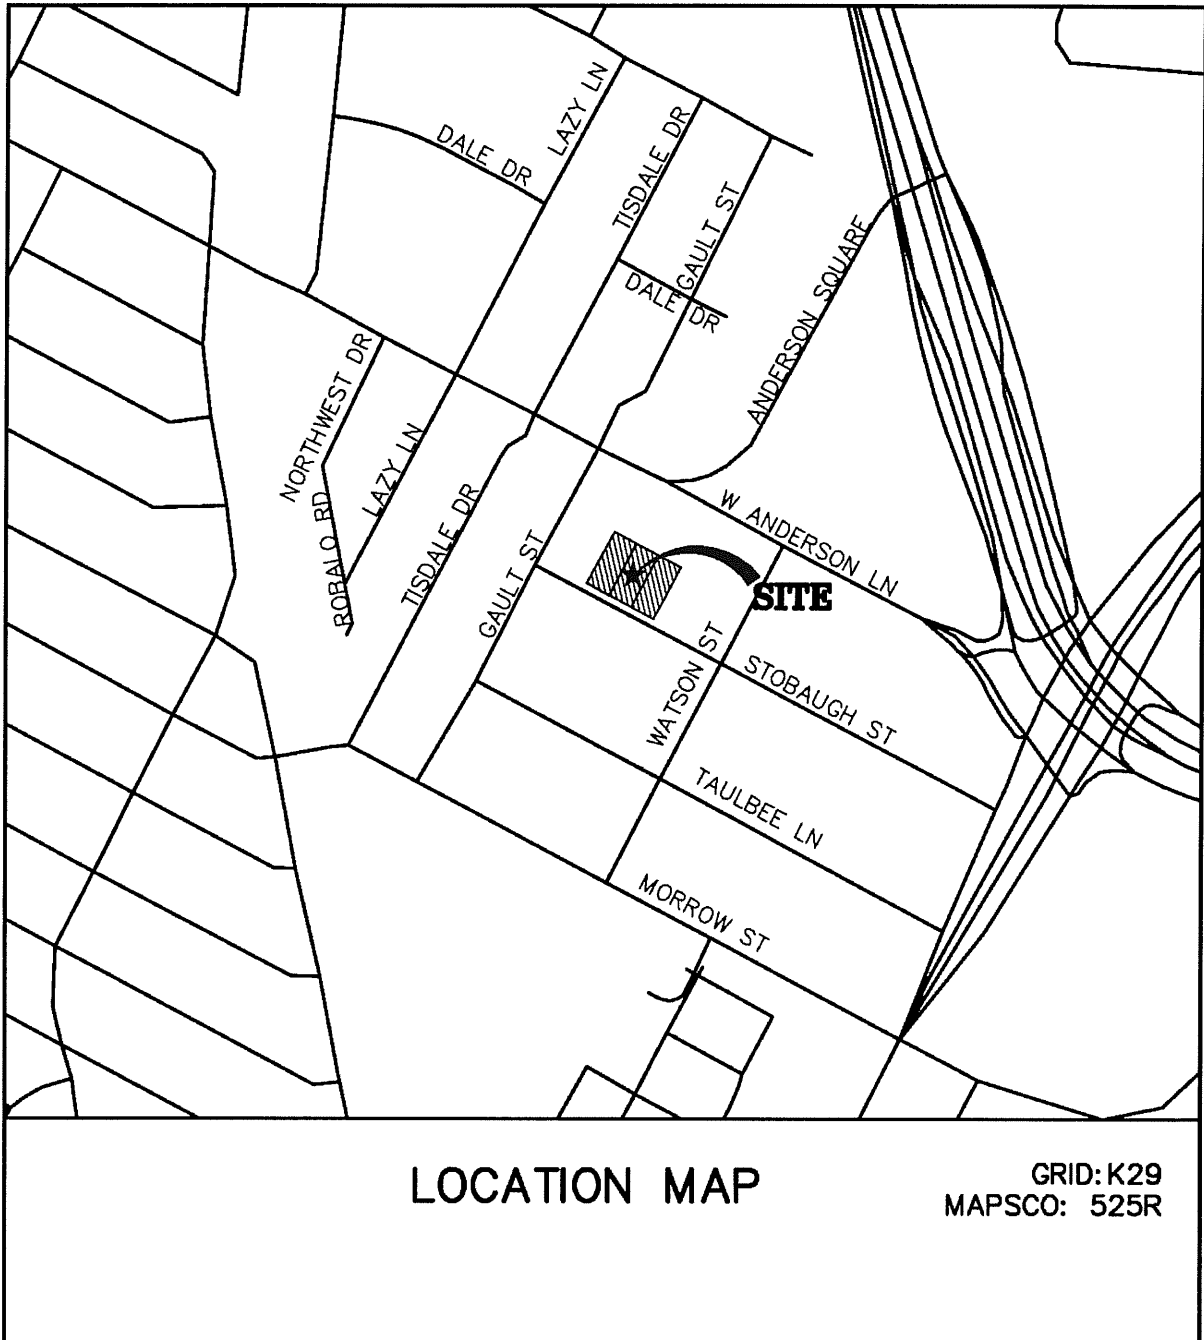 LAZY LN
DALE DR
TISDALE DR
GAULT ST
DALE DR
ANDERSON SQUARE
NORTHWEST DR
LAZY LN
ROBALO RD
TISDALE DR
GAULT ST
W ANDERSON LN
SITE
WATSON ST
STOBAUGH ST
TAULBEE LN
MORROW ST
LOCATION MAP
GRID: K29
MAPSCO: 525R